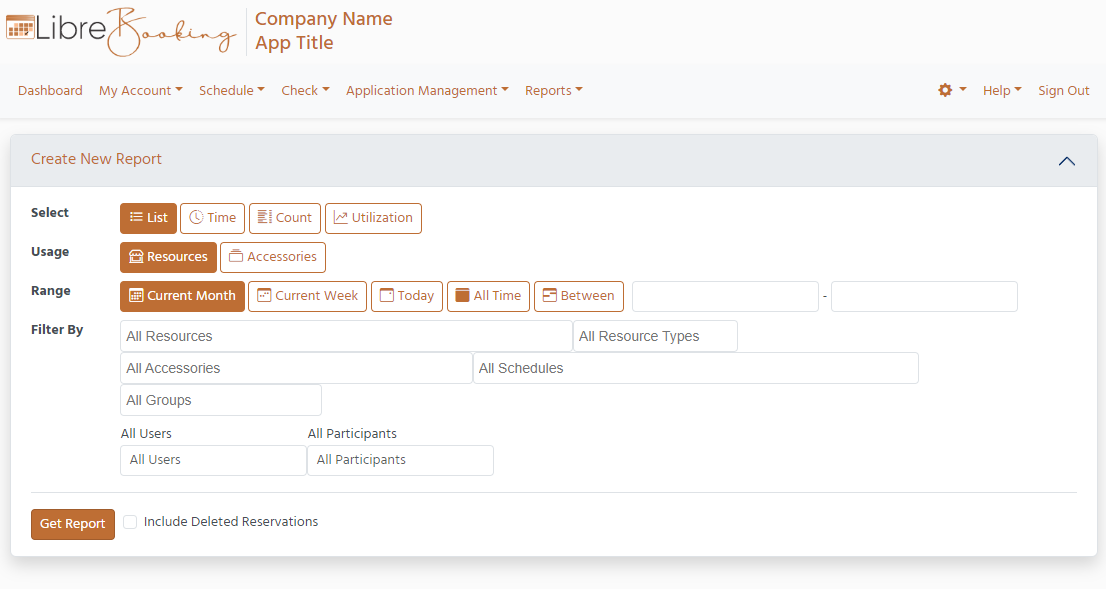 LibreBooking
Company Name
App Title
Dashboard My Account Schedule Check Application Management Reports Help Sign Out
Create New Report
Select List Time Count Utilization
Usage Resources Accessories
Range Current Month Current Week Today All Time Between -
Filter By All Resources All Resource Types
All Accessories All Schedules
All Groups
All Users All Participants
All Users All Participants
Get Report Include Deleted Reservations